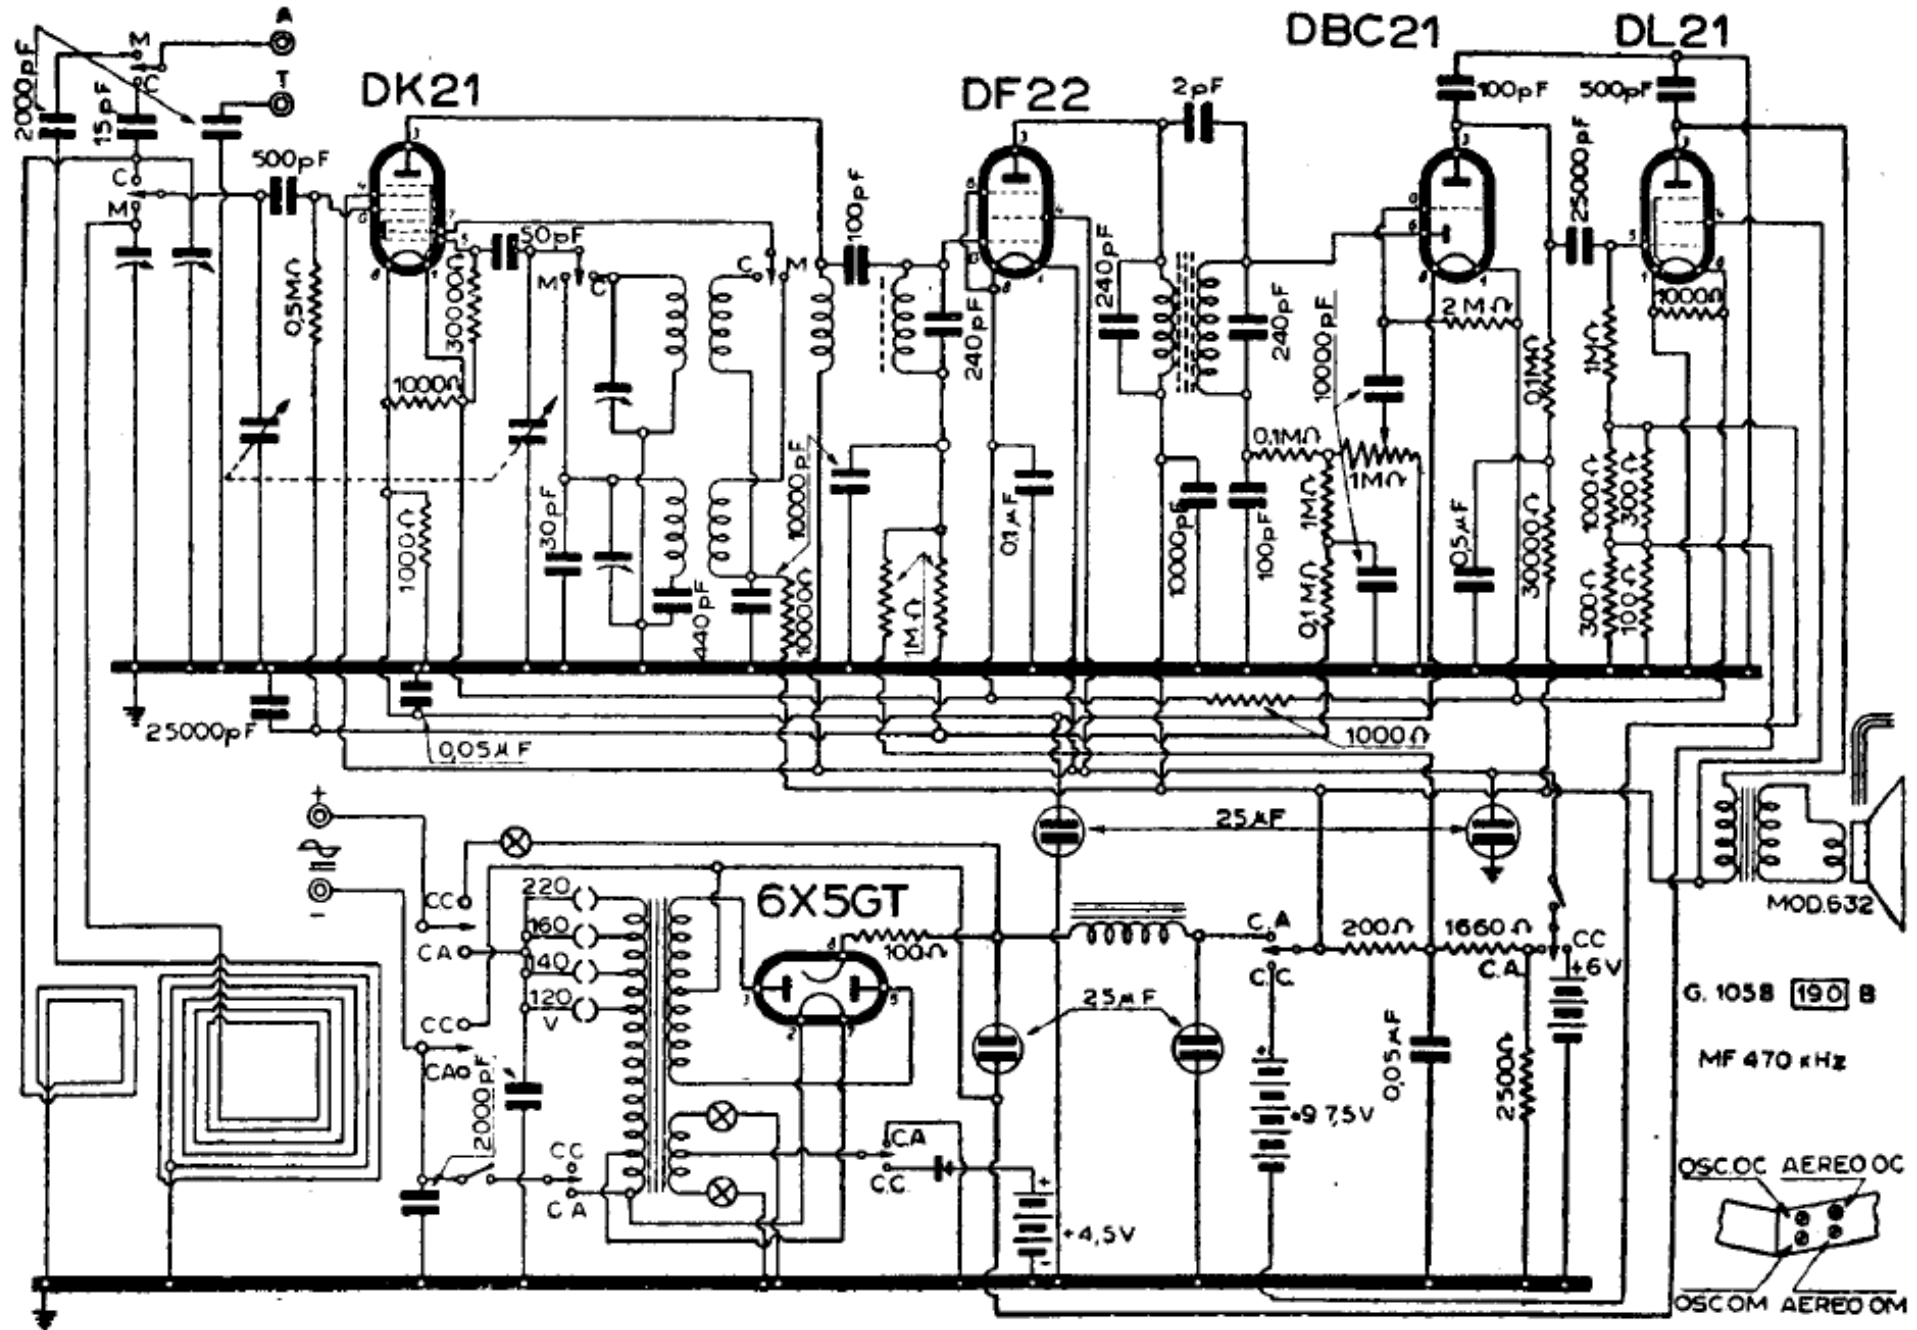 A
M
C
T
2000pF
15pF
DK21
DF22
DBC21
DL21
2pF
100pF
500pF
500pF
C
M
0,5MΩ
50pF
30000Ω
M
C
C
M
100pF
240pF
240pF
240pF
25000pF
2MΩ
1000Ω
10000pF
0,1MΩ
1MΩ
1000Ω
1000Ω
30pF
440pF
10000pF
10000Ω
1MΩ
0,1µF
10000pF
100pF
0,1MΩ
1MΩ
1MΩ
0,1MΩ
0,5µF
30000Ω
1000Ω
300Ω
300Ω
100Ω
25000pF
0,05µF
1000Ω
25µF
+
-
CC
CA
CC
CA
220
160
140
120
V
6X5GT
100Ω
25µF
C.A
C.C.
200Ω
1660Ω
C.A
CC
+6V
MOD.632
G. 1058 190 B
MF 470 kHz
2000pF
CC
CA
C.A
C.C.
+
+4,5V
-
+
+97,5V
0,05µF
2500Ω
OSC.OC AEREO OC
OSC OM AEREO OM